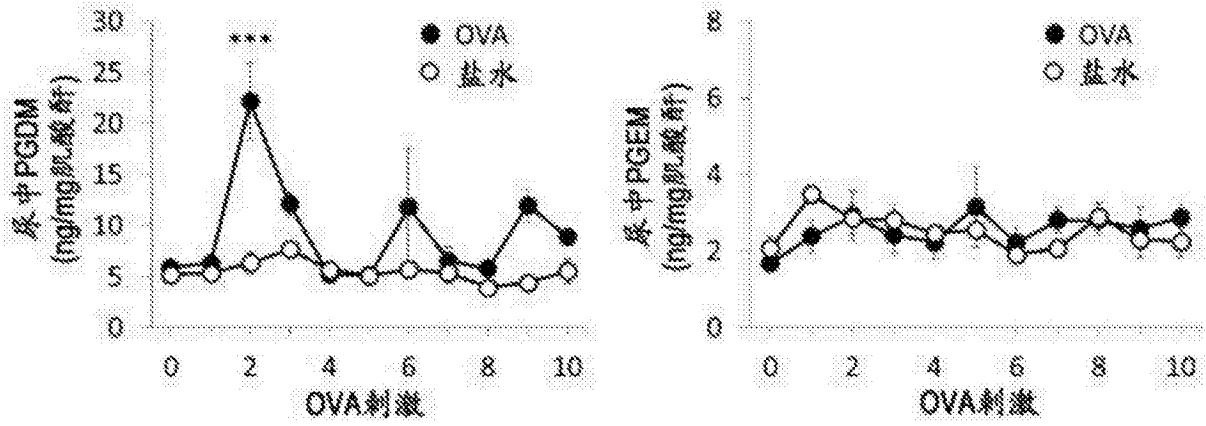 30
25
20
15
10
5
0
***
● OVA
○ 盐水
尿中PGDM
(ng/mg肌酸酐)
0 2 4 6 8 10
OVA刺激
8
6
4
2
0
● OVA
○ 盐水
尿中PGEM
(ng/mg肌酸酐)
0 2 4 6 8 10
OVA刺激